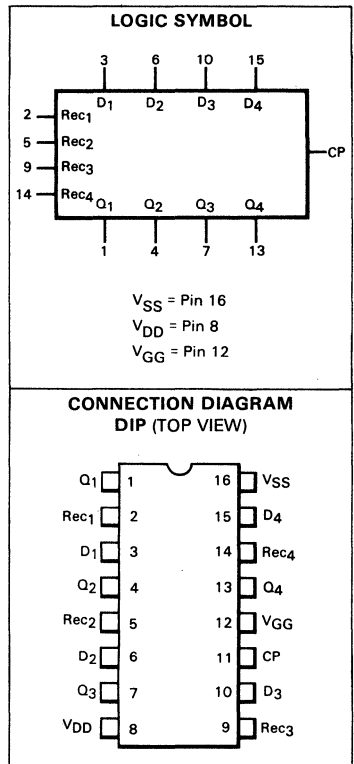 LOGIC SYMBOL
3 6 10 15
D1 D2 D3 D4
2 Rec1
5 Rec2
CP
9 Rec3
14 Rec4
Q1 Q2 Q3 Q4
1 4 7 13
VSS = Pin 16
VDD = Pin 8
VGG = Pin 12
CONNECTION DIAGRAM
DIP (TOP VIEW)
Q1 1 16 VSS
Rec1 2 15 D4
D1 3 14 Rec4
Q2 4 13 Q4
Rec2 5 12 VGG
D2 6 11 CP
Q3 7 10 D3
VDD 8 9 Rec3